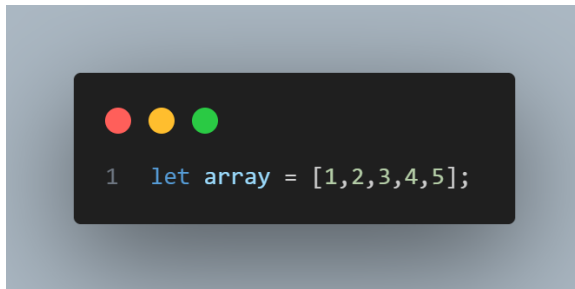 1 let array = [1,2,3,4,5];